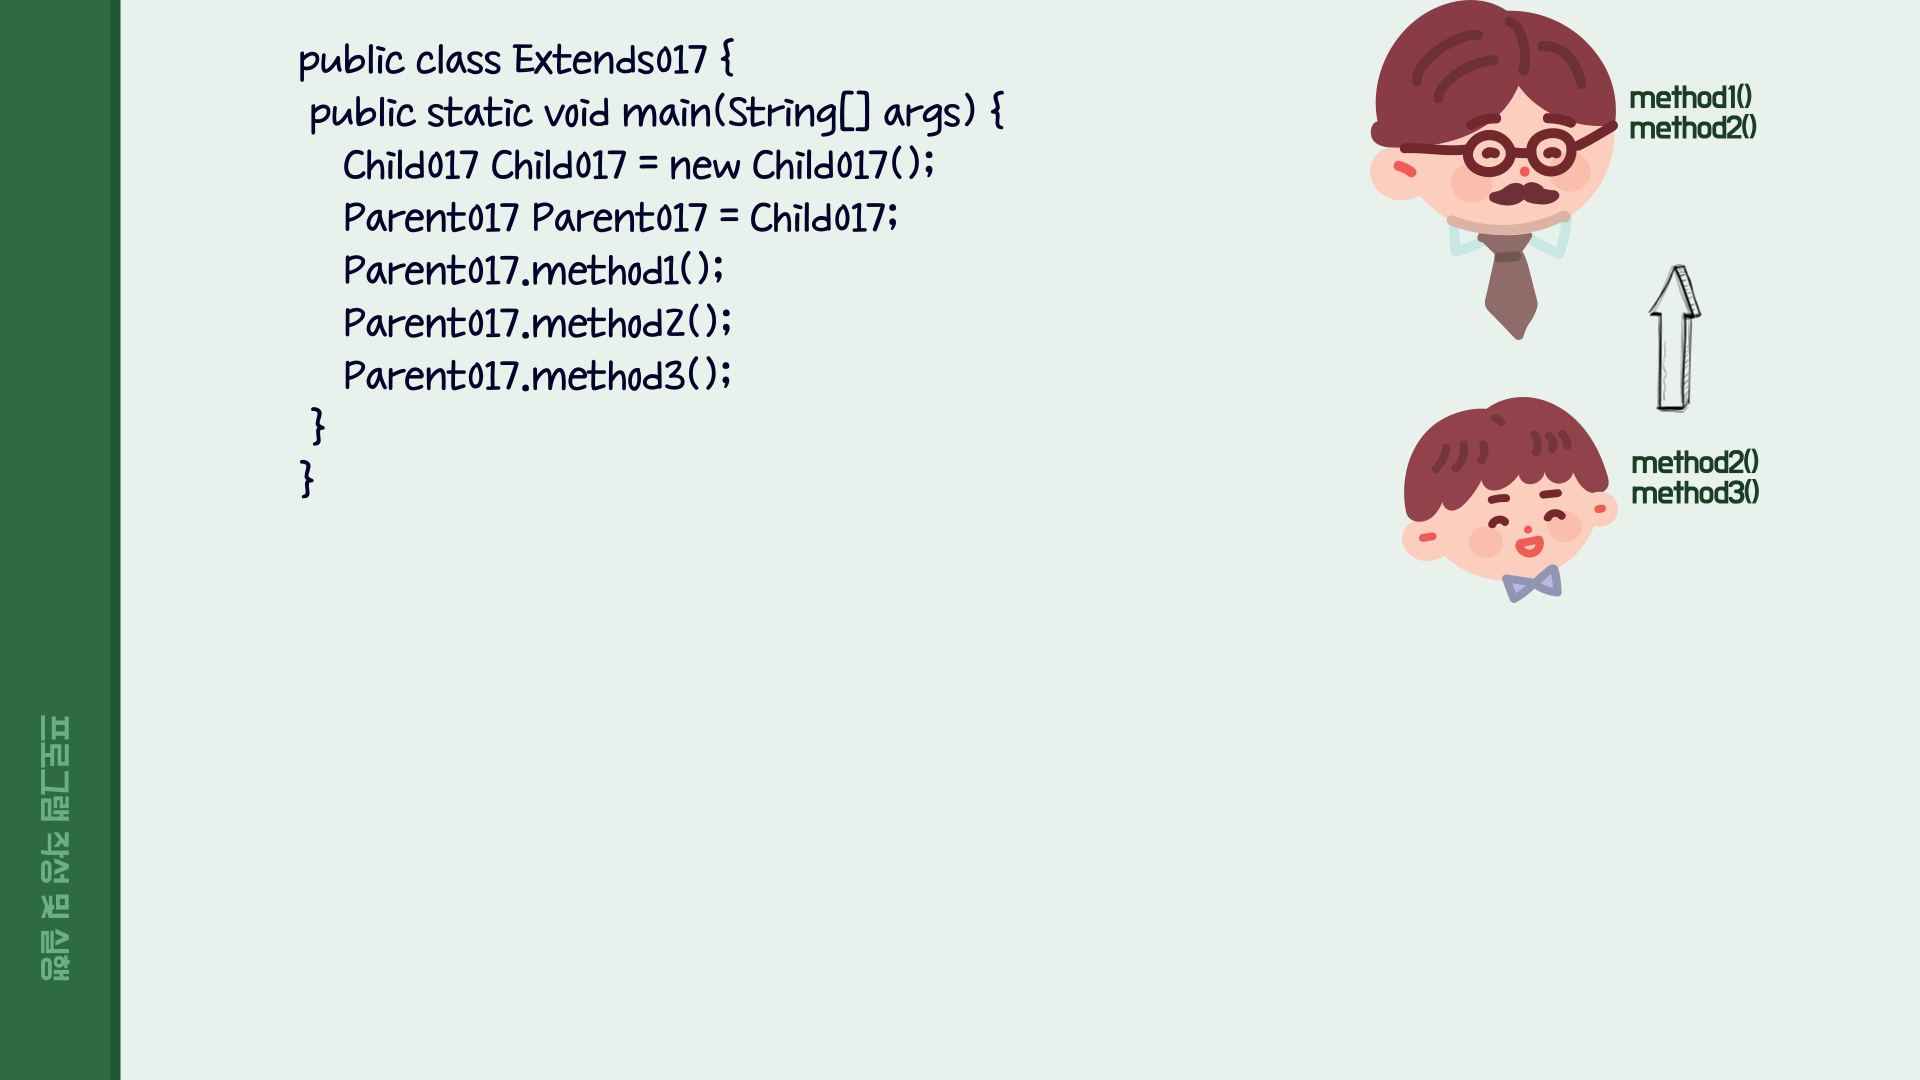 public class Extends017 {
public static void main(String[] args) {
Child017 Child017 = new Child017();
Parent017 Parent017 = Child017;
Parent017.method1();
Parent017.method2();
Parent017.method3();
}
}
method1()
method2()
method2()
method3()
프로그램 작성 및 실행